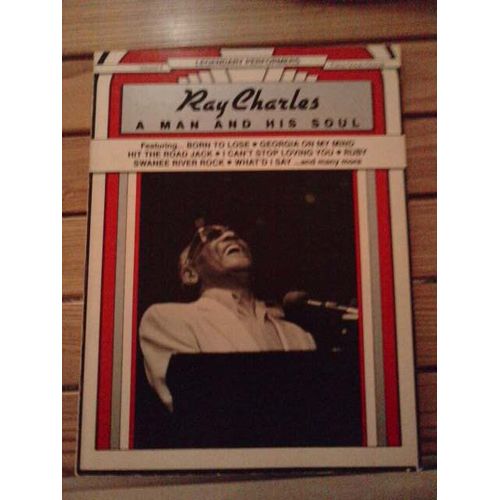 LEGENDARY PERFORMERS
Ray Charles
A MAN AND HIS SOUL
Featuring... BORN TO LOSE • GEORGIA ON MY MIND
HIT THE ROAD JACK • I CAN'T STOP LOVING YOU • RUBY
SWANEE RIVER ROCK • WHAT'D I SAY ...and many more